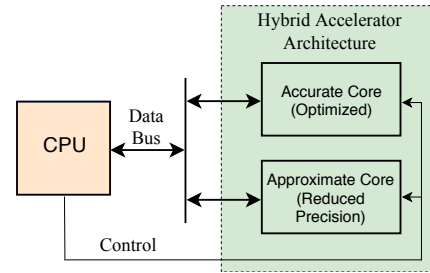 Hybrid Accelerator
Architecture
Accurate Core
(Optimized)
Data
Bus
CPU
Approximate Core
(Reduced
Precision)
Control